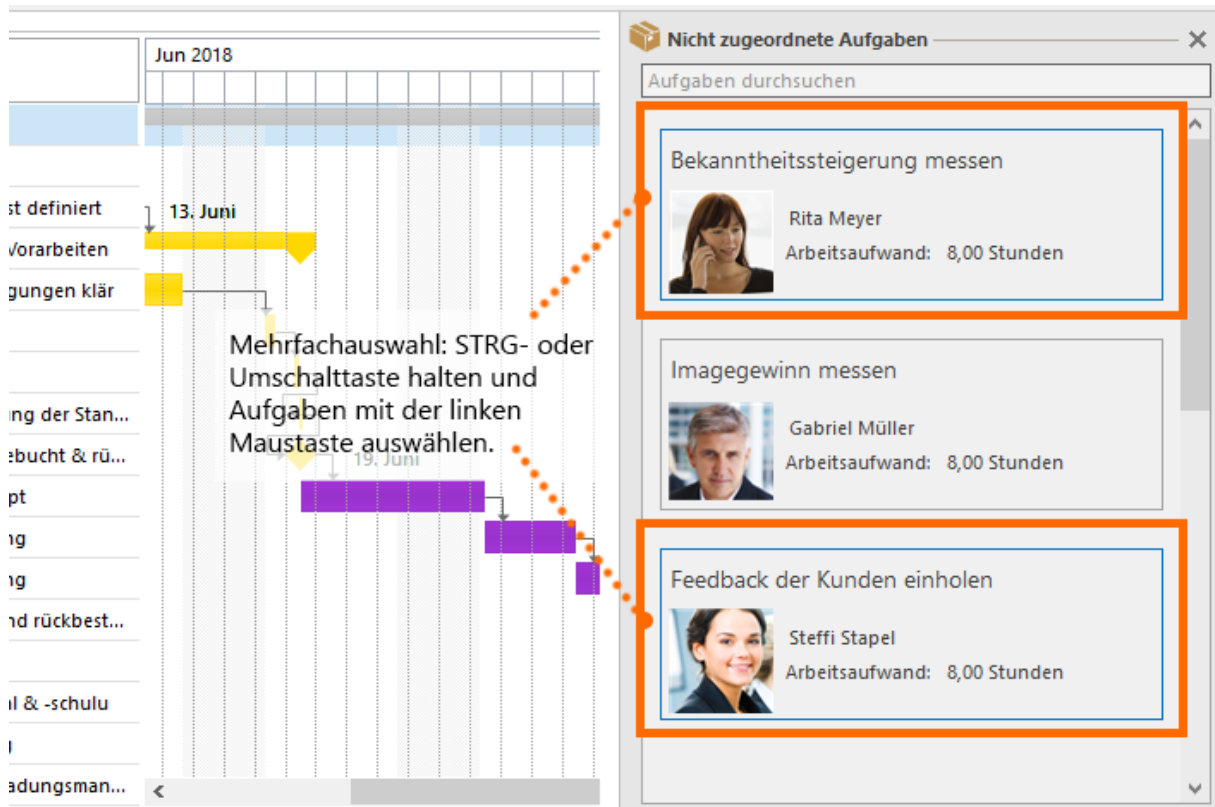 Jun 2018
st definiert
13. Juni
Vorarbeiten
gungen klär
Mehrfachauswahl: STRG- oder
Umschalttaste halten und
Aufgaben mit der linken
Maustaste auswählen.
19. Juni
ung der Stan...
ebucht & rü...
pt
ng
ng
nd rückbest...
al & -schulu
g
adungsman...
Nicht zugeordnete Aufgaben
Aufgaben durchsuchen
Bekanntheitssteigerung messen
Rita Meyer
Arbeitsaufwand: 8,00 Stunden
Imagegewinn messen
Gabriel Müller
Arbeitsaufwand: 8,00 Stunden
Feedback der Kunden einholen
Steffi Stapel
Arbeitsaufwand: 8,00 Stunden